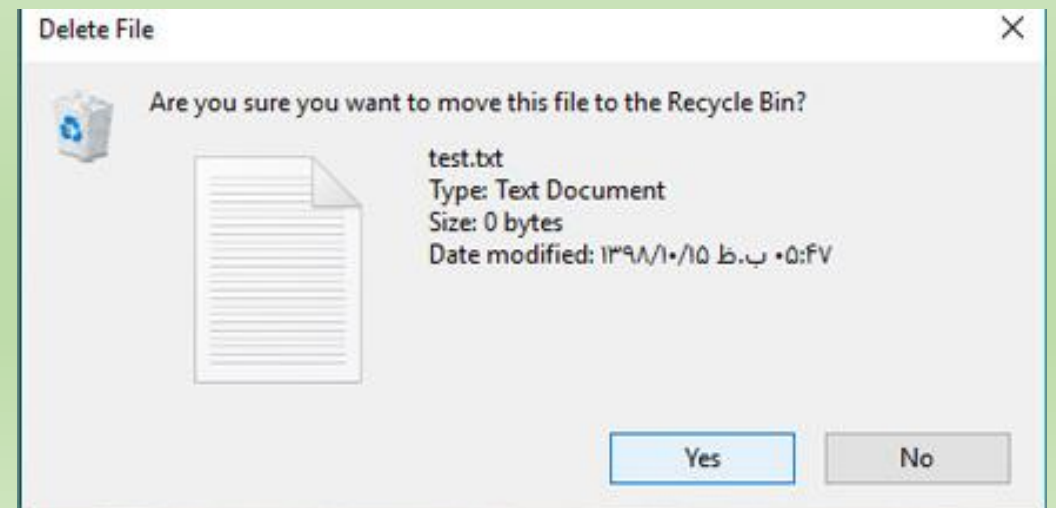 Delete File
Are you sure you want to move this file to the Recycle Bin?
test.txt
Type: Text Document
Size: 0 bytes
Date modified: ۱۳۹۸/۱۰/۱۵ ب.ظ ۰۵:۴۷
Yes
No